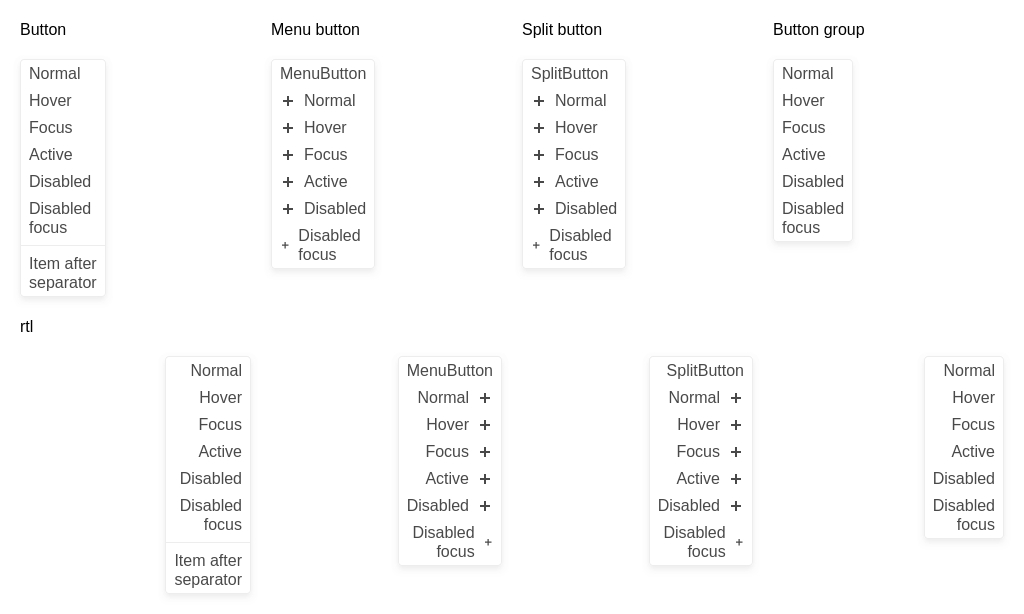 Button
Normal
Hover
Focus
Active
Disabled
Disabled
focus
Item after
separator
Menu button
MenuButton
Normal
Hover
Focus
Active
Disabled
Disabled
focus
Split button
SplitButton
Normal
Hover
Focus
Active
Disabled
Disabled
focus
Button group
Normal
Hover
Focus
Active
Disabled
Disabled
focus
rtl
Normal
Hover
Focus
Active
Disabled
Disabled
focus
Item after
separator
MenuButton
Normal
Hover
Focus
Active
Disabled
Disabled
focus
SplitButton
Normal
Hover
Focus
Active
Disabled
Disabled
focus
Normal
Hover
Focus
Active
Disabled
Disabled
focus